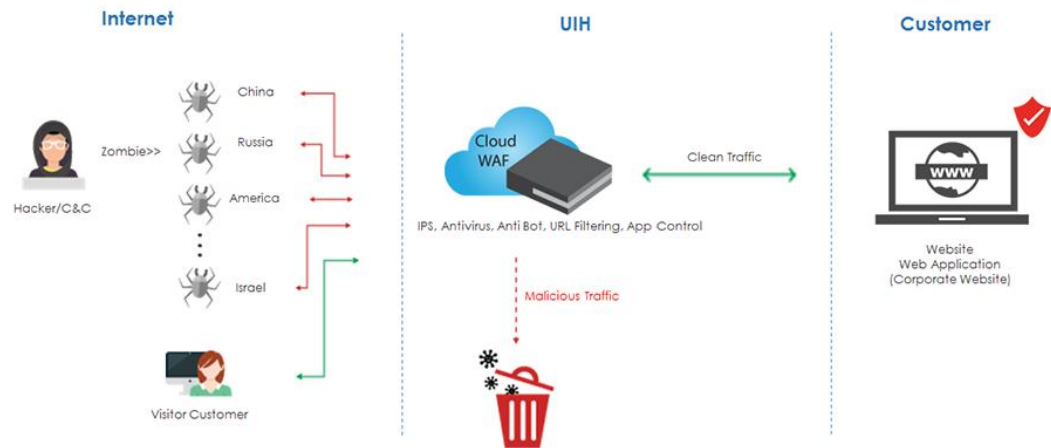 Internet
UIH
Customer
China
Russia
Zombie>>
America
Israel
Hacker/C&C
Visitor Customer
Cloud
WAF
IPS, Antivirus, Anti Bot, URL Filtering, App Control
Malicious Traffic
Clean Traffic
WWW
Website
Web Application
(Corporate Website)